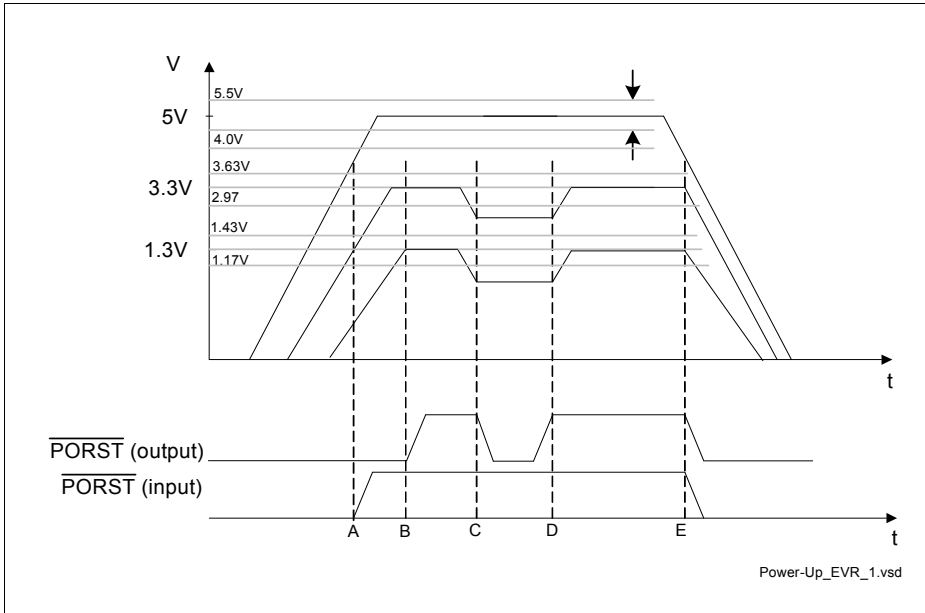 V
5.5V
5V
4.0V
3.63V
3.3V
2.97
1.43V
1.3V
1.17V
t
PORST (output)
PORST (input)
A B C D E
t
Power-Up_EVR_1.vsd